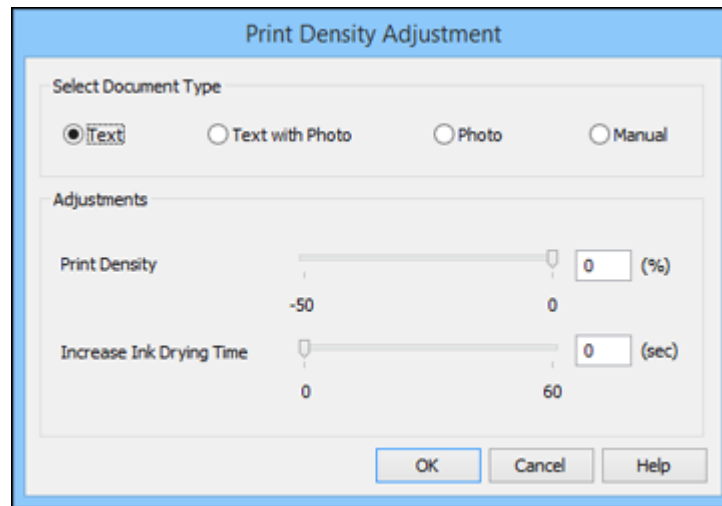 Print Density Adjustment
Select Document Type
Text Text with Photo Photo Manual
Adjustments
Print Density 0 (%)
-50 0
Increase Ink Drying Time 0 (sec)
0 60
OK Cancel Help